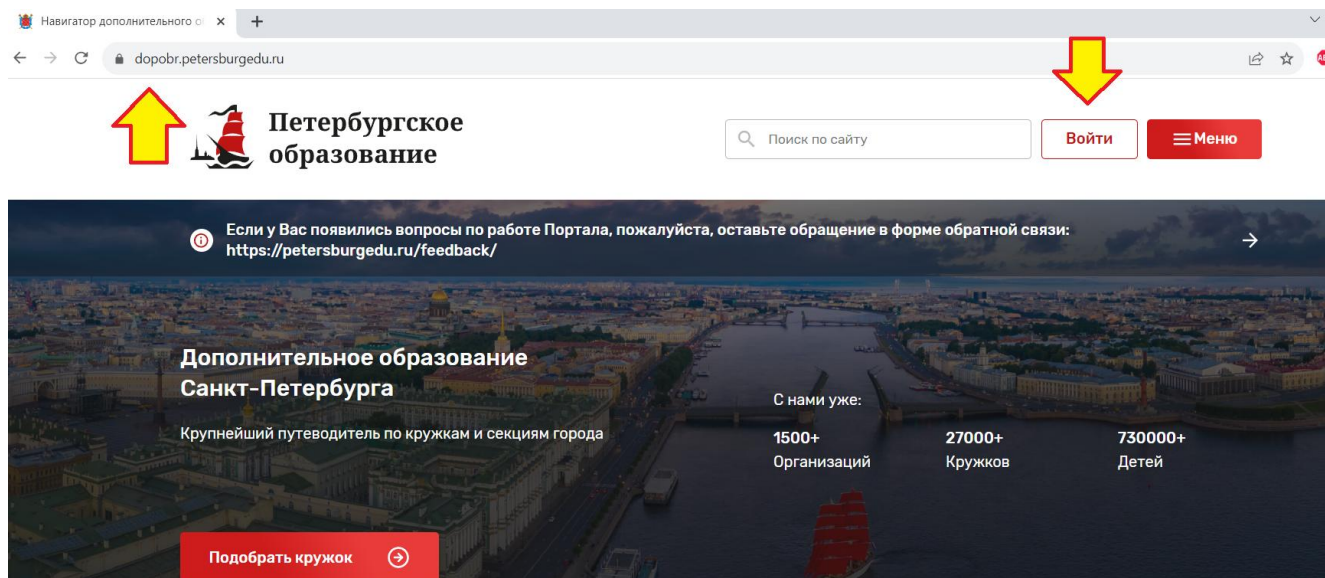 Навигатор дополнительного о
dopobr.petersburgedu.ru
Петербургское
образование
Поиск по сайту
Войти
Меню
Если у Вас появились вопросы по работе Портала, пожалуйста, оставьте обращение в форме обратной связи:
https://petersburgedu.ru/feedback/
Дополнительное образование
Санкт-Петербурга
Крупнейший путеводитель по кружкам и секциям города
С нами уже:
1500+ 27000+ 730000+
Организаций Кружков Детей
Подобрать кружок